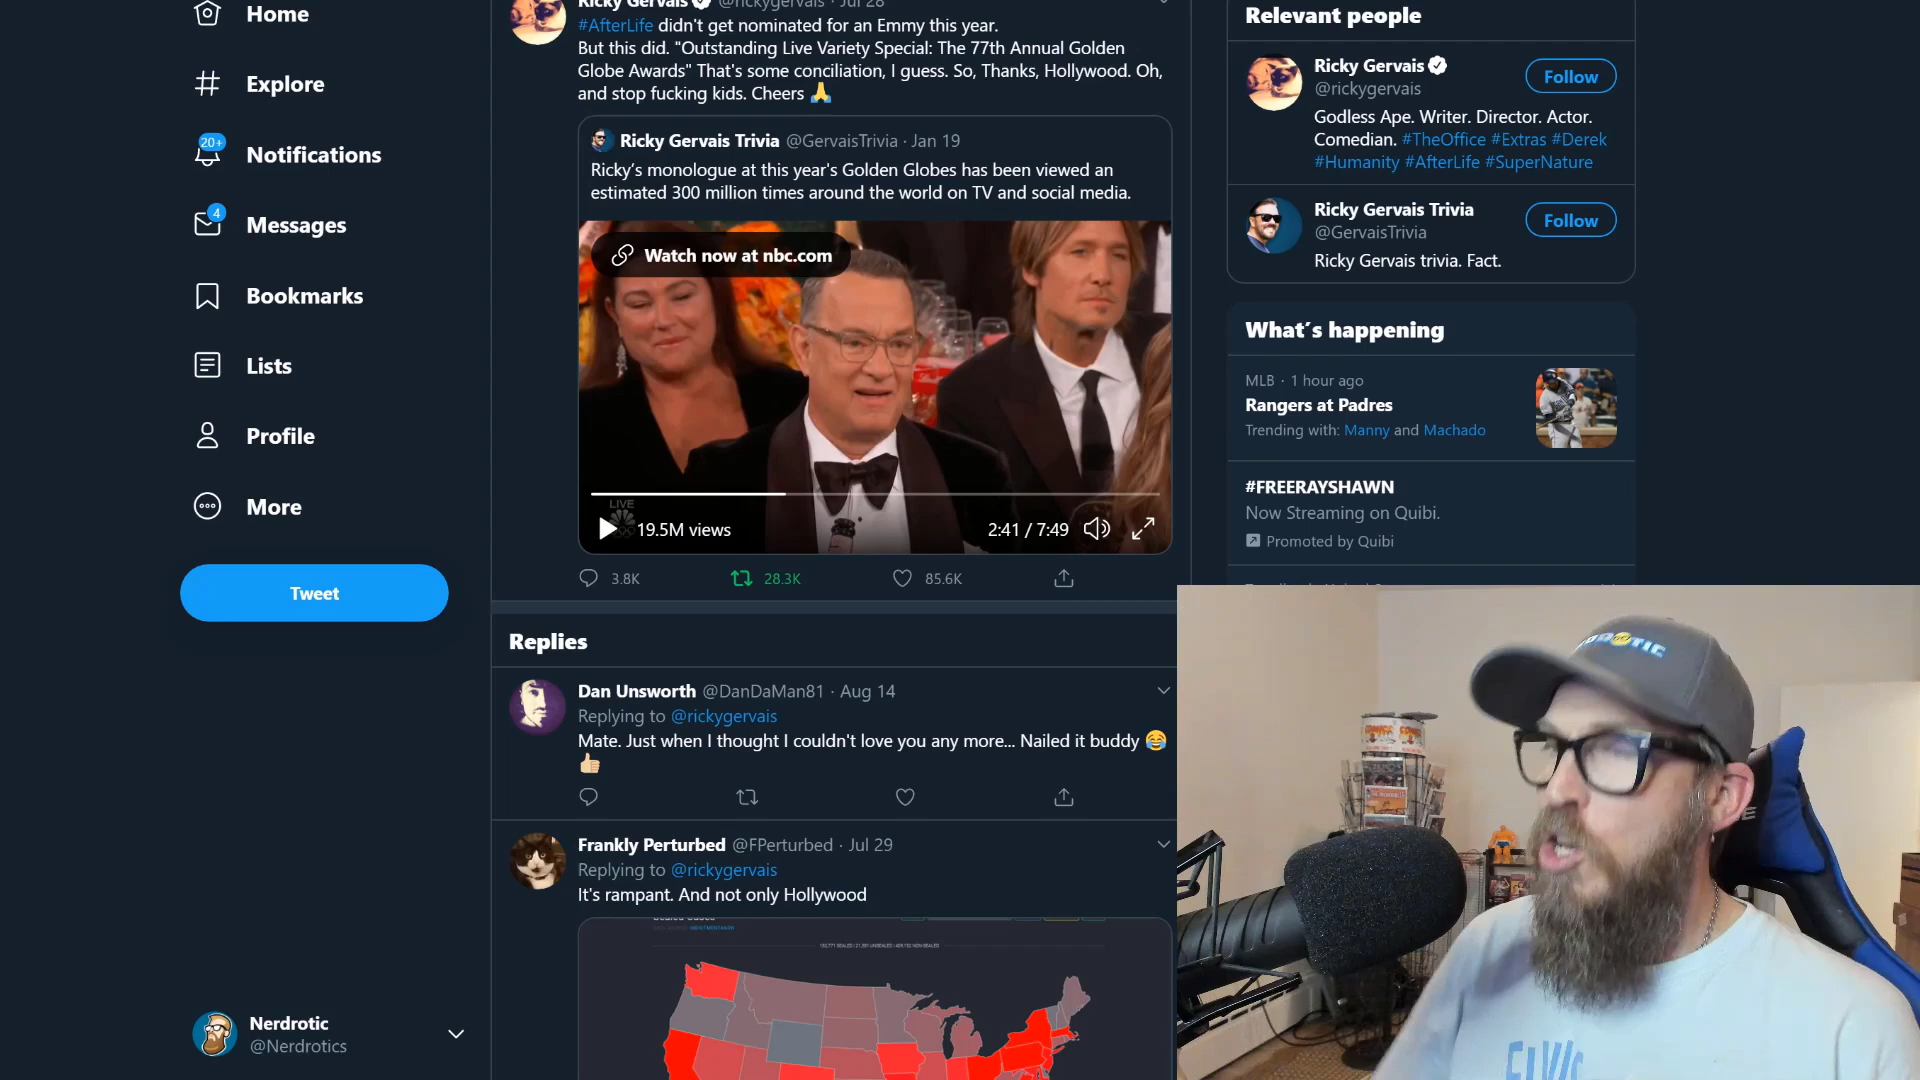 Home
Explore
20+
Notifications
4
Messages
Bookmarks
Lists
Profile
More
Tweet
Nerdrotic
@Nerdrotics
Ricky Gervais @rickygervais · Jul 28
#AfterLife didn't get nominated for an Emmy this year.
But this did. "Outstanding Live Variety Special: The 77th Annual Golden
Globe Awards" That's some conciliation, I guess. So, Thanks, Hollywood. Oh,
and stop fucking kids. Cheers 🙏
Ricky Gervais Trivia @GervaisTrivia · Jan 19
Ricky's monologue at this year's Golden Globes has been viewed an
estimated 300 million times around the world on TV and social media.
Watch now at nbc.com
LIVE
19.5M views
2:41 / 7:49
3.8K
28.3K
85.6K
Replies
Dan Unsworth @DanDaMan81 · Aug 14
Replying to @rickygervais
Mate. Just when I thought I couldn't love you any more... Nailed it buddy 😂
👍🏼
Frankly Perturbed @FPerturbed · Jul 29
Replying to @rickygervais
It's rampant. And not only Hollywood
Relevant people
Ricky Gervais
@rickygervais
Follow
Godless Ape. Writer. Director. Actor.
Comedian. #TheOffice #Extras #Derek
#Humanity #AfterLife #SuperNature
Ricky Gervais Trivia
@GervaisTrivia
Follow
Ricky Gervais trivia. Fact.
What's happening
MLB · 1 hour ago
Rangers at Padres
Trending with: Manny and Machado
#FREERAYSHAWN
Now Streaming on Quibi.
Promoted by Quibi
ELVIS